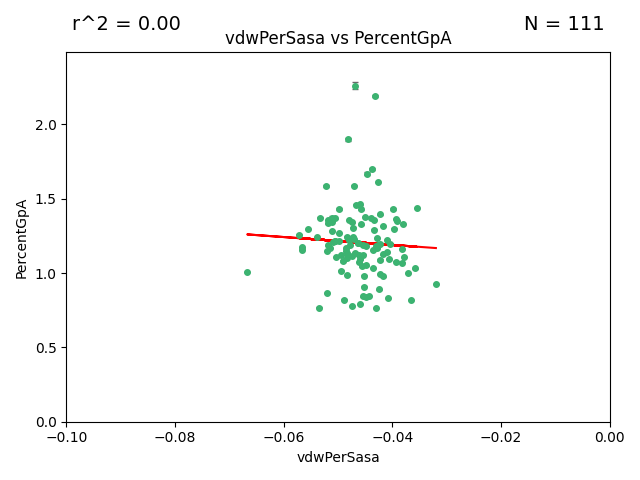 r^2 = 0.00
N = 111
vdwPerSasa vs PercentGpA
PercentGpA
2.0
1.5
1.0
0.5
0.0
−0.10
−0.08
−0.06
−0.04
−0.02
0.00
vdwPerSasa